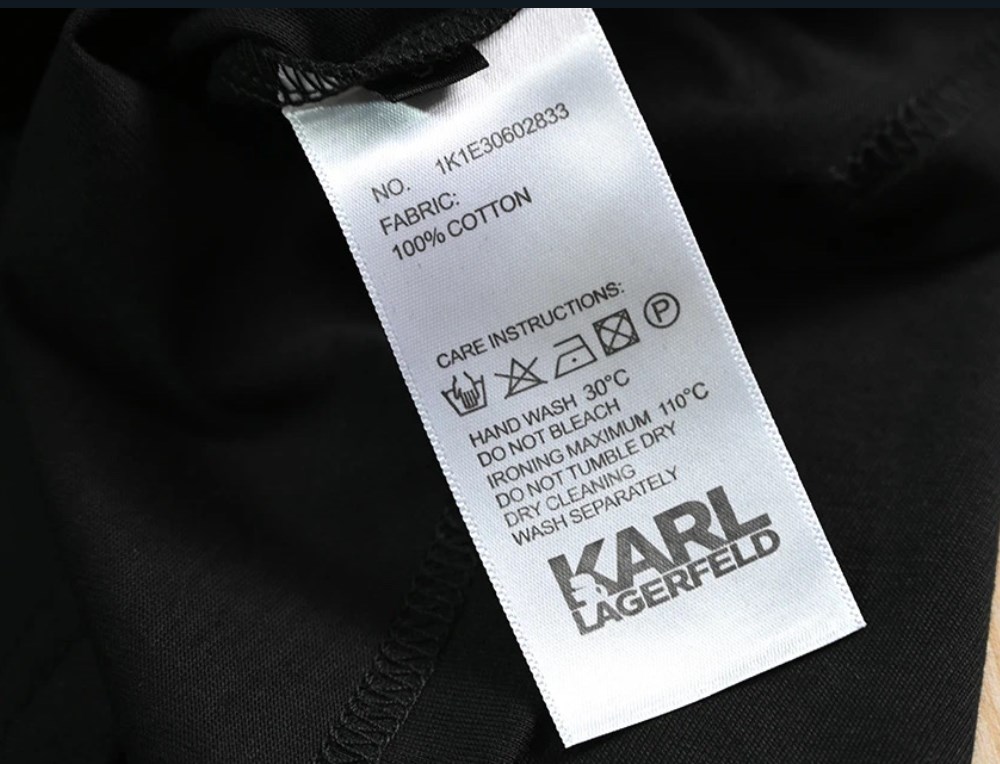 NO. 1K1E30602833
FABRIC:
100% COTTON
CARE INSTRUCTIONS:
P
HAND WASH 30°C
DO NOT BLEACH
IRONING MAXIMUM 110°C
DO NOT TUMBLE DRY
DRY CLEANING
WASH SEPARATELY
KARL
LAGERFELD